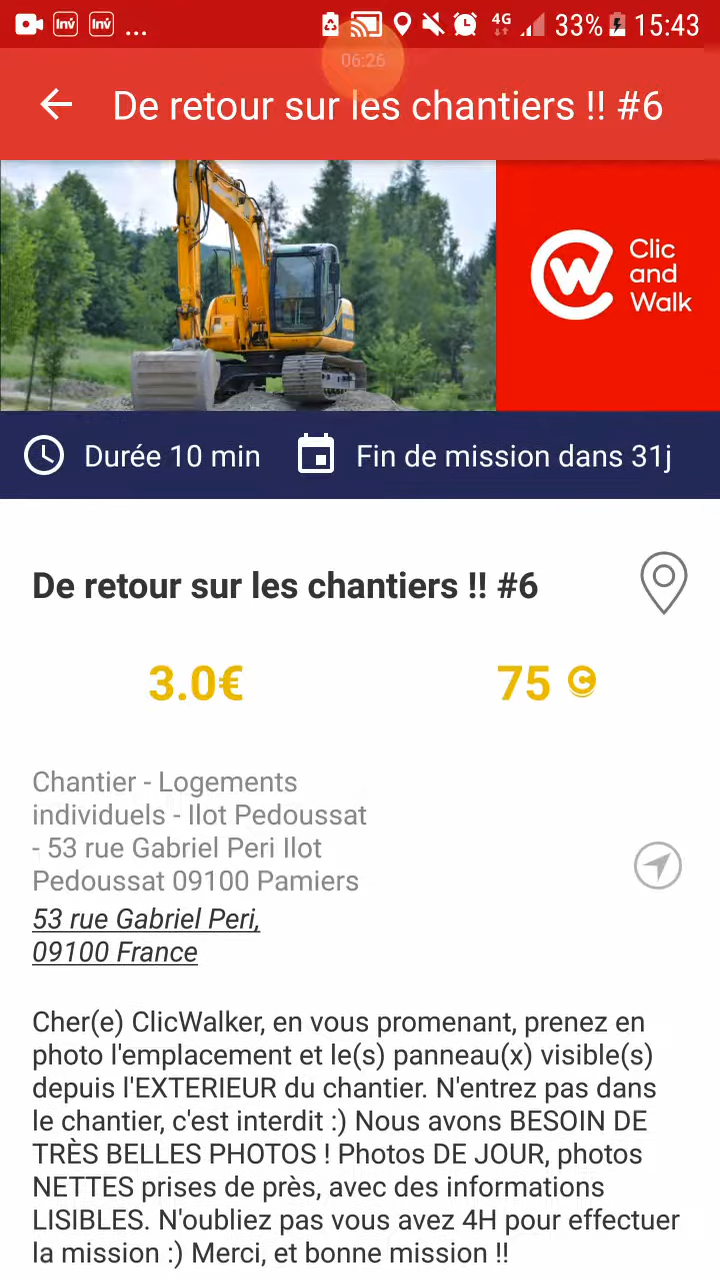 Inv Inv ... 4G 33% 15:43
06:26
De retour sur les chantiers !! #6
Clic
and
Walk
Durée 10 min Fin de mission dans 31j
De retour sur les chantiers !! #6
3.0€ 75
Chantier - Logements
individuels - Ilot Pedoussat
- 53 rue Gabriel Peri Ilot
Pedoussat 09100 Pamiers
53 rue Gabriel Peri,
09100 France
Cher(e) ClicWalker, en vous promenant, prenez en
photo l'emplacement et le(s) panneau(x) visible(s)
depuis l'EXTERIEUR du chantier. N'entrez pas dans
le chantier, c'est interdit :) Nous avons BESOIN DE
TRÈS BELLES PHOTOS ! Photos DE JOUR, photos
NETTES prises de près, avec des informations
LISIBLES. N'oubliez pas vous avez 4H pour effectuer
la mission :) Merci, et bonne mission !!